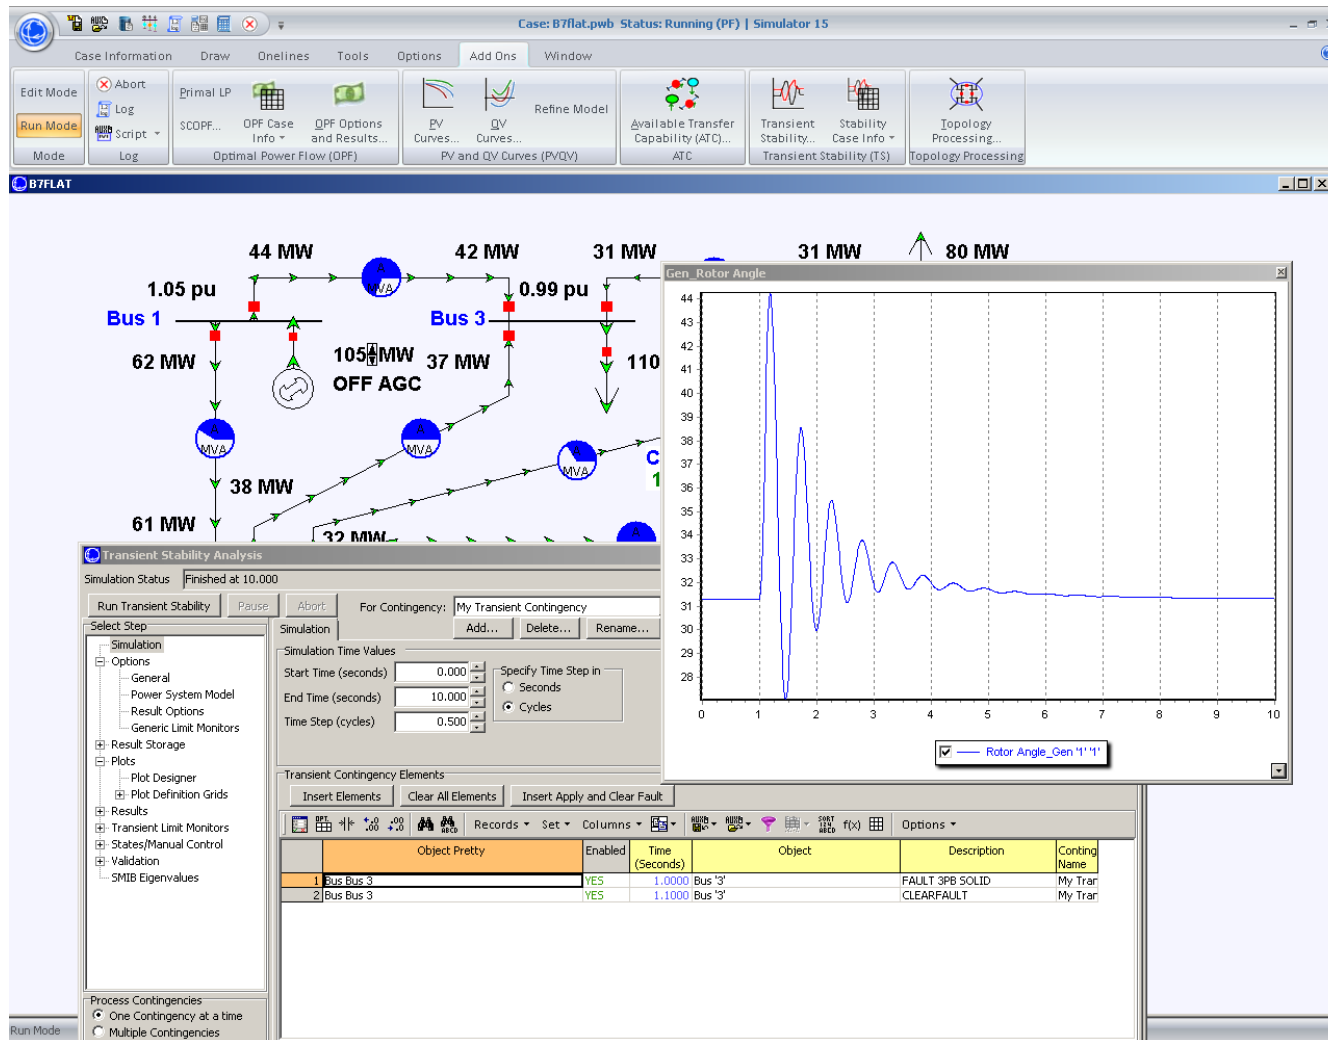 Case: B7flat.pwb Status: Running (PF) | Simulator 15
Case Information Draw Onelines Tools Options Add Ons Window
Edit Mode
Run Mode
Mode
Abort
Log
Script
Log
Primal LP
SCOPF...
OPF Case
Info
OPF Options
and Results...
Optimal Power Flow (OPF)
PV
Curves...
QV
Curves...
Refine Model
PV and QV Curves (PVQV)
Available Transfer
Capability (ATC)...
ATC
Transient
Stability...
Stability
Case Info
Transient Stability (TS)
Topology
Processing...
Topology Processing
B7FLAT
44 MW
42 MW
31 MW
31 MW
80 MW
A
MVA
1.05 pu
0.99 pu
Bus 1
Bus 3
62 MW
105 MW
OFF AGC
37 MW
110
A
MVA
A
MVA
A
MVA
C
1
38 MW
61 MW
32 MW
A
Gen_Rotor Angle
44
43
42
41
40
39
38
37
36
35
34
33
32
31
30
29
28
0 1 2 3 4 5 6 7 8 9 10
Rotor Angle_Gen '1' '1'
Transient Stability Analysis
Simulation Status Finished at 10.000
Run Transient Stability Pause Abort For Contingency: My Transient Contingency
Add... Delete... Rename...
Select Step
Simulation
Options
General
Power System Model
Result Options
Generic Limit Monitors
Result Storage
Plots
Plot Designer
Plot Definition Grids
Results
Transient Limit Monitors
States/Manual Control
Validation
SMIB Eigenvalues
Process Contingencies
One Contingency at a time
Multiple Contingencies
Simulation
Simulation Time Values
Start Time (seconds) 0.000
End Time (seconds) 10.000
Time Step (cycles) 0.500
Specify Time Step in
Seconds
Cycles
Transient Contingency Elements
Insert Elements Clear All Elements Insert Apply and Clear Fault
Records Set Columns f(x) Options
Object Pretty Enabled Time (Seconds) Object Description Conting Name
1 Bus Bus 3 YES 1.0000 Bus '3' FAULT 3PB SOLID My Trar
2 Bus Bus 3 YES 1.1000 Bus '3' CLEARFAULT My Trar
Run Mode